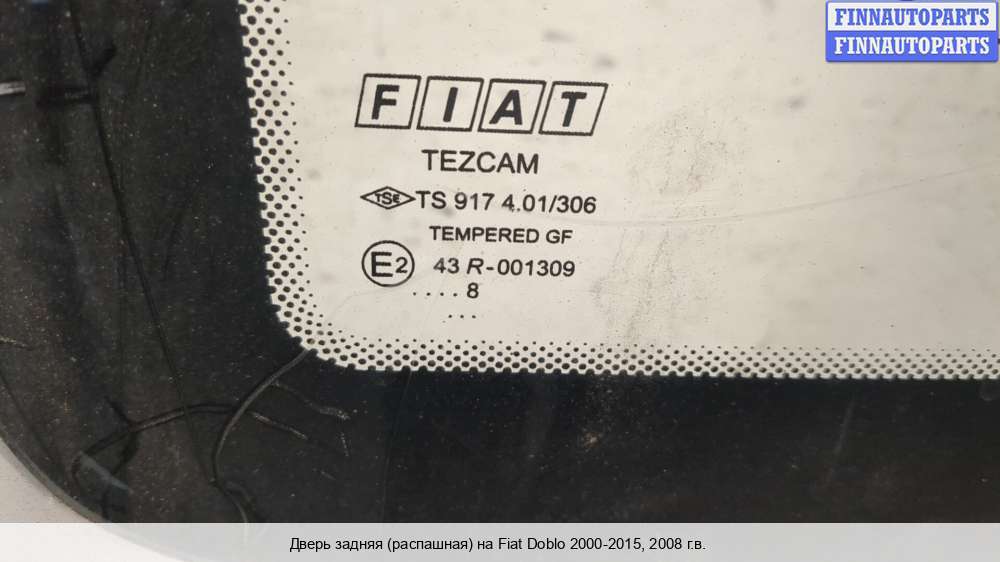 FINNAUTOPARTS
FINNAUTOPARTS
FIAT
TEZCAM
TSE TS 917 4.01/306
TEMPERED GF
E2 43 R-001309
. . . . 8
. . .
Дверь задняя (распашная) на Fiat Doblo 2000-2015, 2008 г.в.